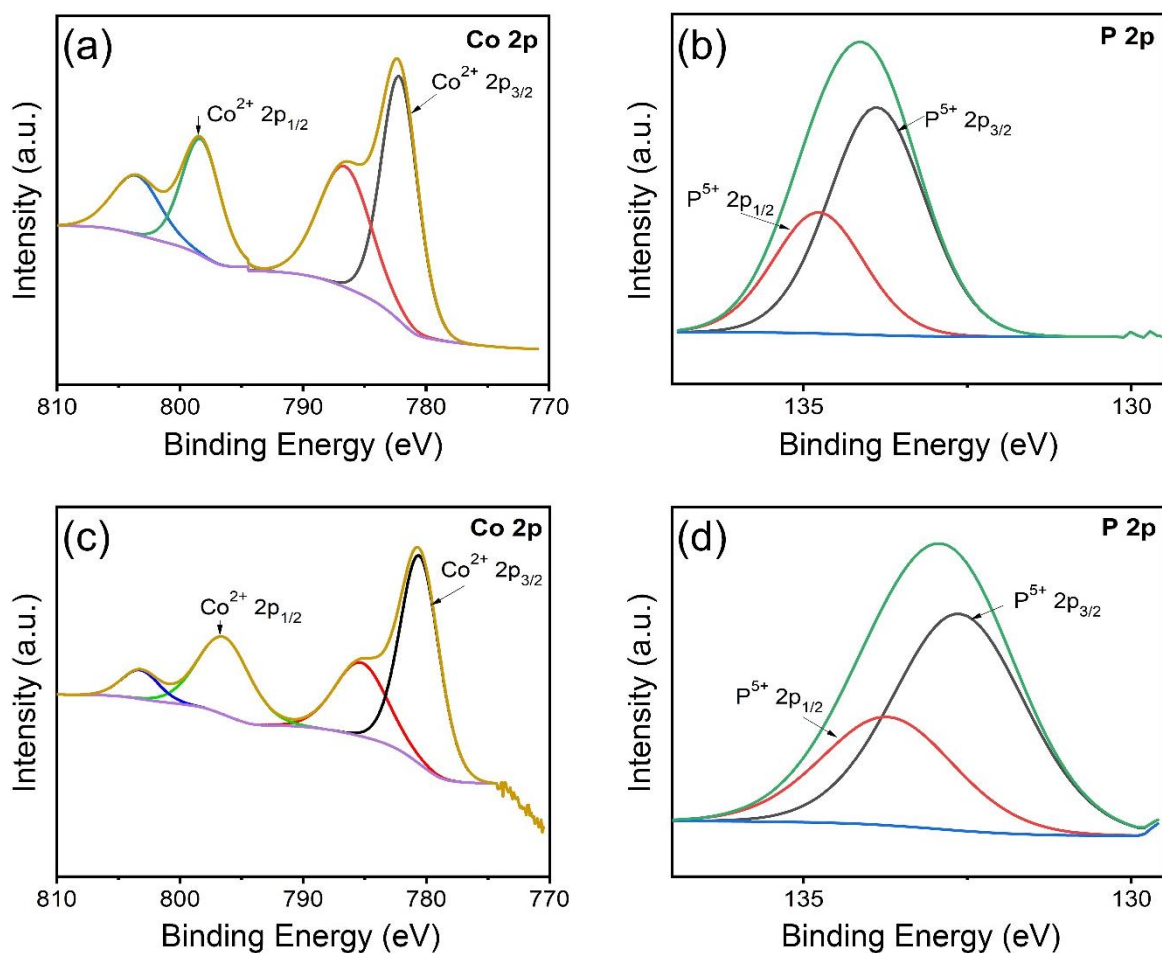 (a)
Co 2p
Co²⁺ 2p₃/₂
Co²⁺ 2p₁/₂
Intensity (a.u.)
810 800 790 780 770
Binding Energy (eV)
(b)
P 2p
P⁵⁺ 2p₃/₂
P⁵⁺ 2p₁/₂
Intensity (a.u.)
135 130
Binding Energy (eV)
(c)
Co 2p
Co²⁺ 2p₃/₂
Co²⁺ 2p₁/₂
Intensity (a.u.)
810 800 790 780 770
Binding Energy (eV)
(d)
P 2p
P⁵⁺ 2p₃/₂
P⁵⁺ 2p₁/₂
Intensity (a.u.)
135 130
Binding Energy (eV)